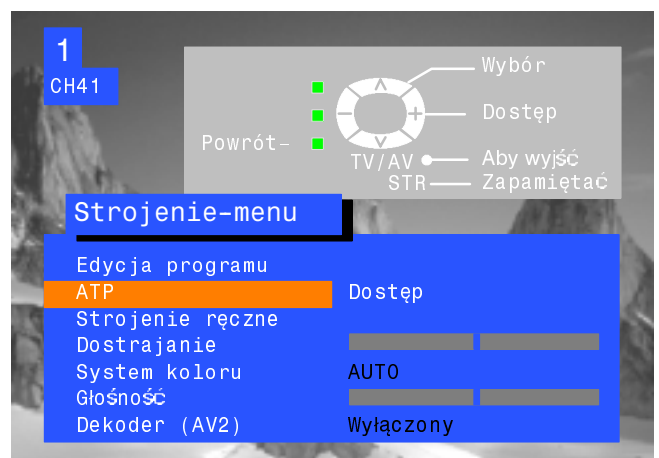 1
CH41
Wybór
Dostęp
Powrót–
TV/AV Aby wyjść
STR Zapamiętać
Strojenie-menu
Edycja programu
ATP Dostęp
Strojenie ręczne
Dostrajanie
System koloru AUTO
Głośność
Dekoder (AV2) Wyłączony